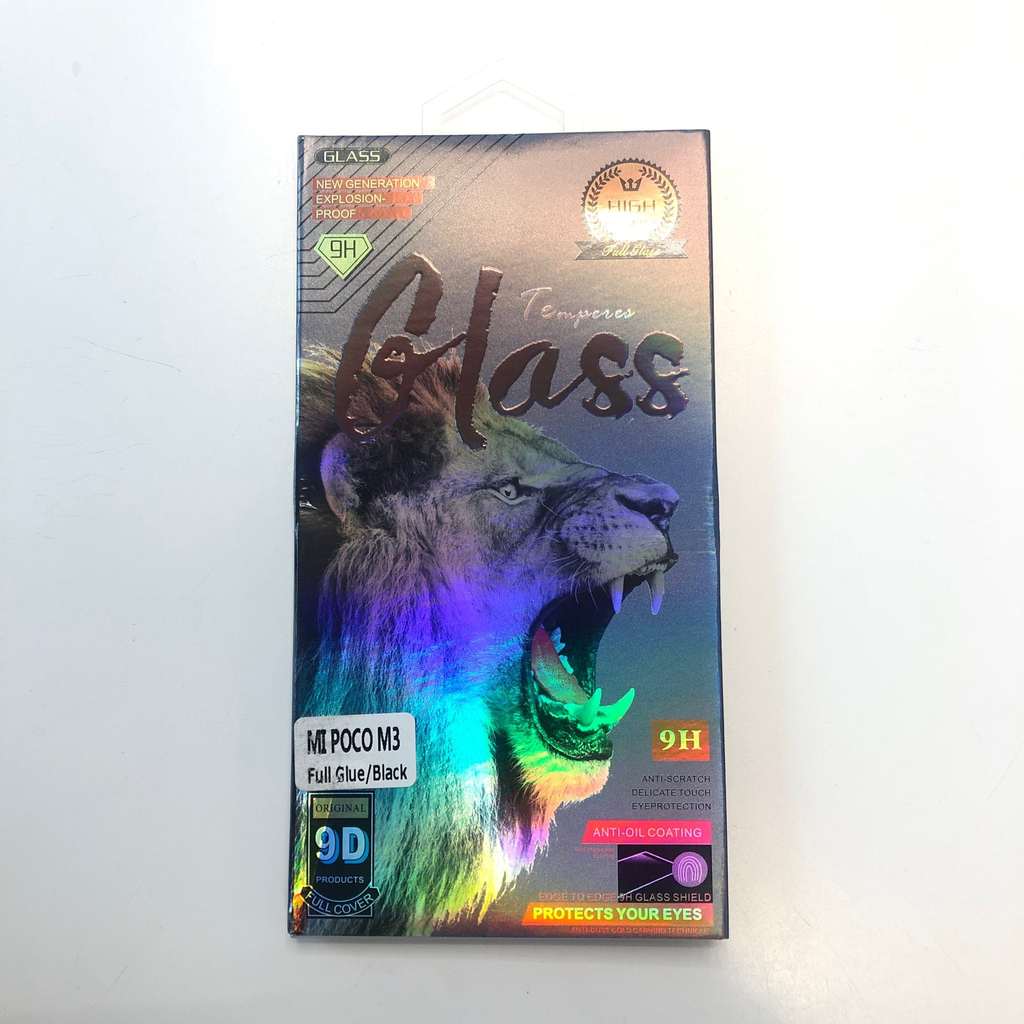 GLASS
NEW GENERATION
EXPLOSION-
PROOF
9H
HIGH
Full Glass
Temperes
Glass
MI POCO M3
Full Glue/Black
ORIGINAL
9D
PRODUCTS
FULL COVER
9H
ANTI-SCRATCH
DELICATE TOUCH
EYEPROTECTION
ANTI-OIL COATING
EDGE TO EDGE 9H GLASS SHIELD
PROTECTS YOUR EYES